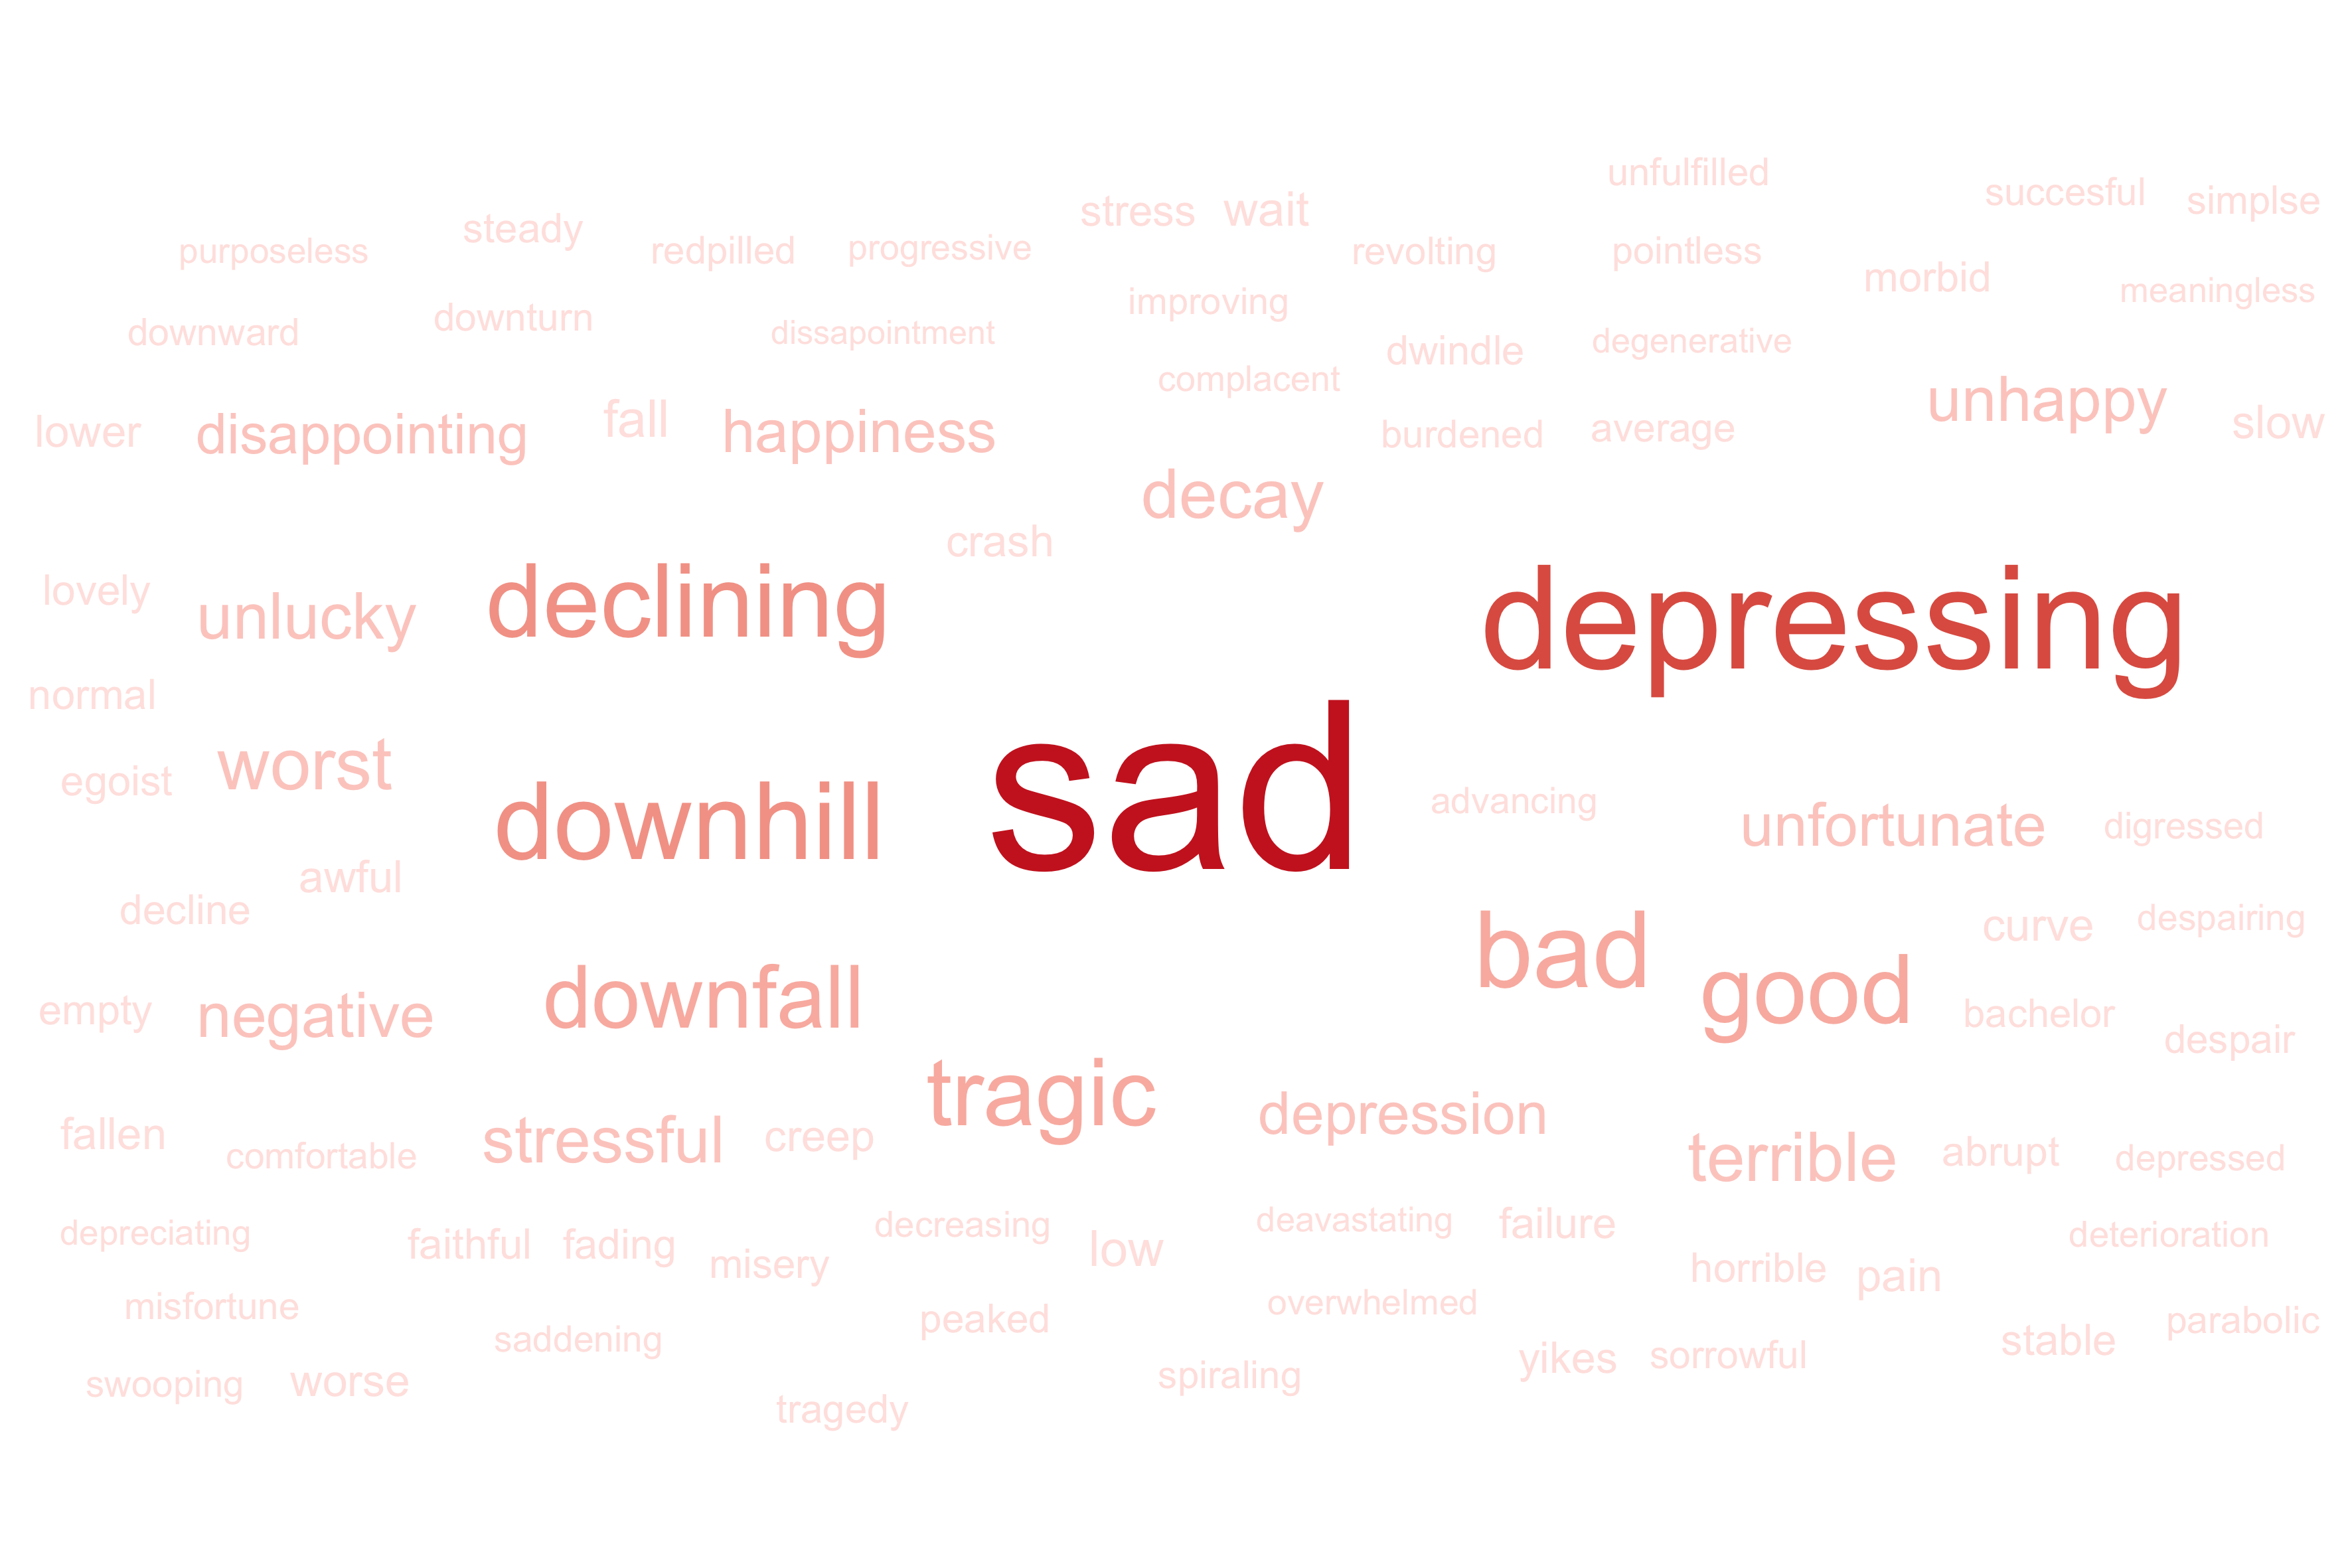 unfulfilled
succesful
simplse
stress
wait
steady
purposeless
redpilled
progressive
revolting
pointless
morbid
meaningless
improving
downward
downturn
dissapointment
dwindle
degenerative
complacent
unhappy
lower
disappointing
fall
happiness
burdened
average
slow
decay
crash
lovely
unlucky
declining
depressing
normal
egoist
worst
downhill
sad
advancing
unfortunate
digressed
awful
decline
bad
curve
despairing
empty
negative
downfall
good
bachelor
despair
tragic
depression
fallen
comfortable
stressful
creep
terrible
abrupt
depressed
depreciating
faithful
fading
misery
decreasing
low
deavastating
failure
horrible
pain
deterioration
misfortune
saddening
peaked
overwhelmed
yikes
sorrowful
stable
parabolic
swooping
worse
tragedy
spiraling